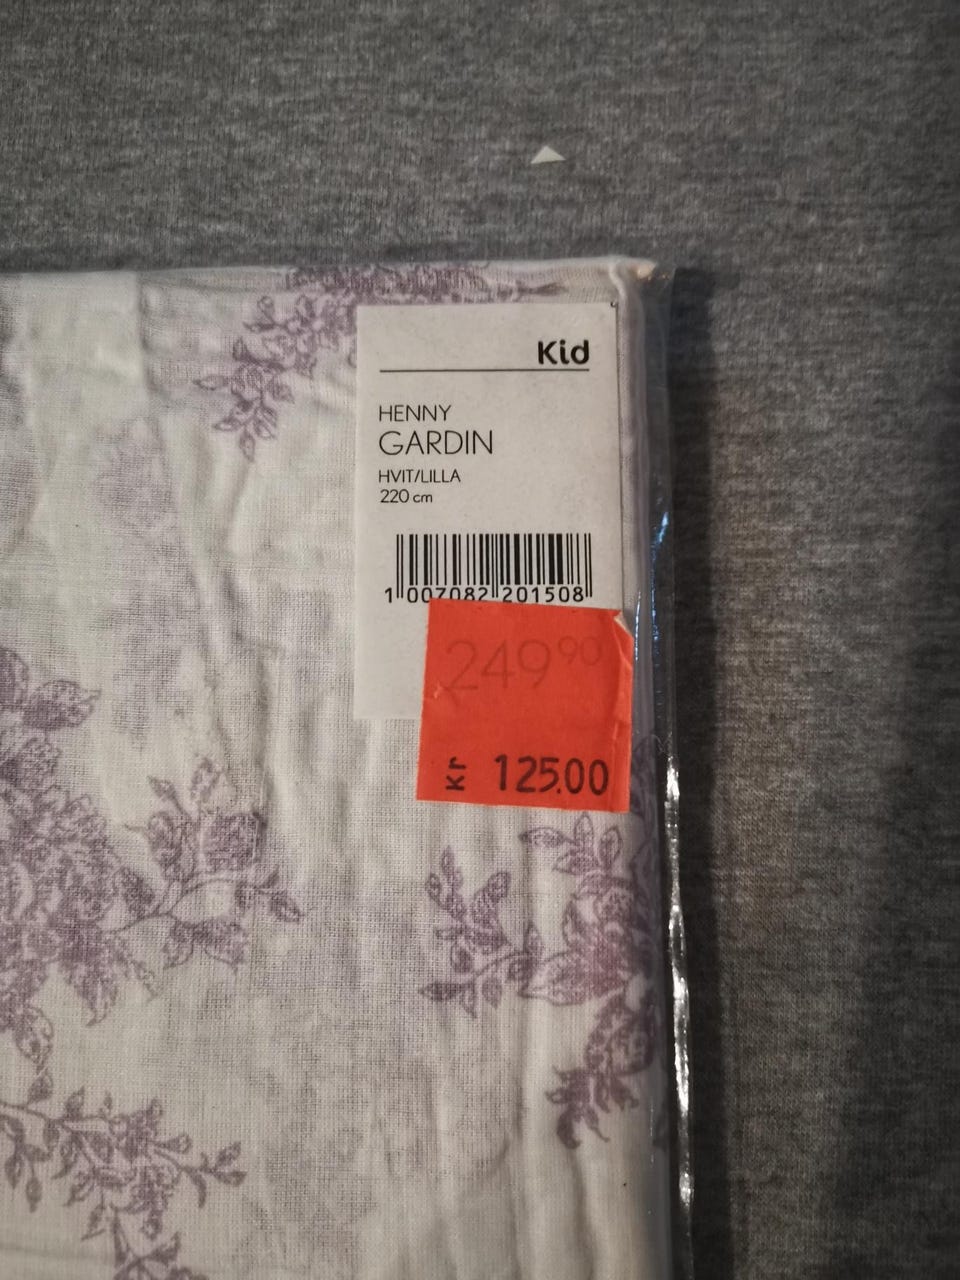 Kid
HENNY
GARDIN
HVIT/LILLA
220 cm
1 007082 201508
249 90
Kr 125.00